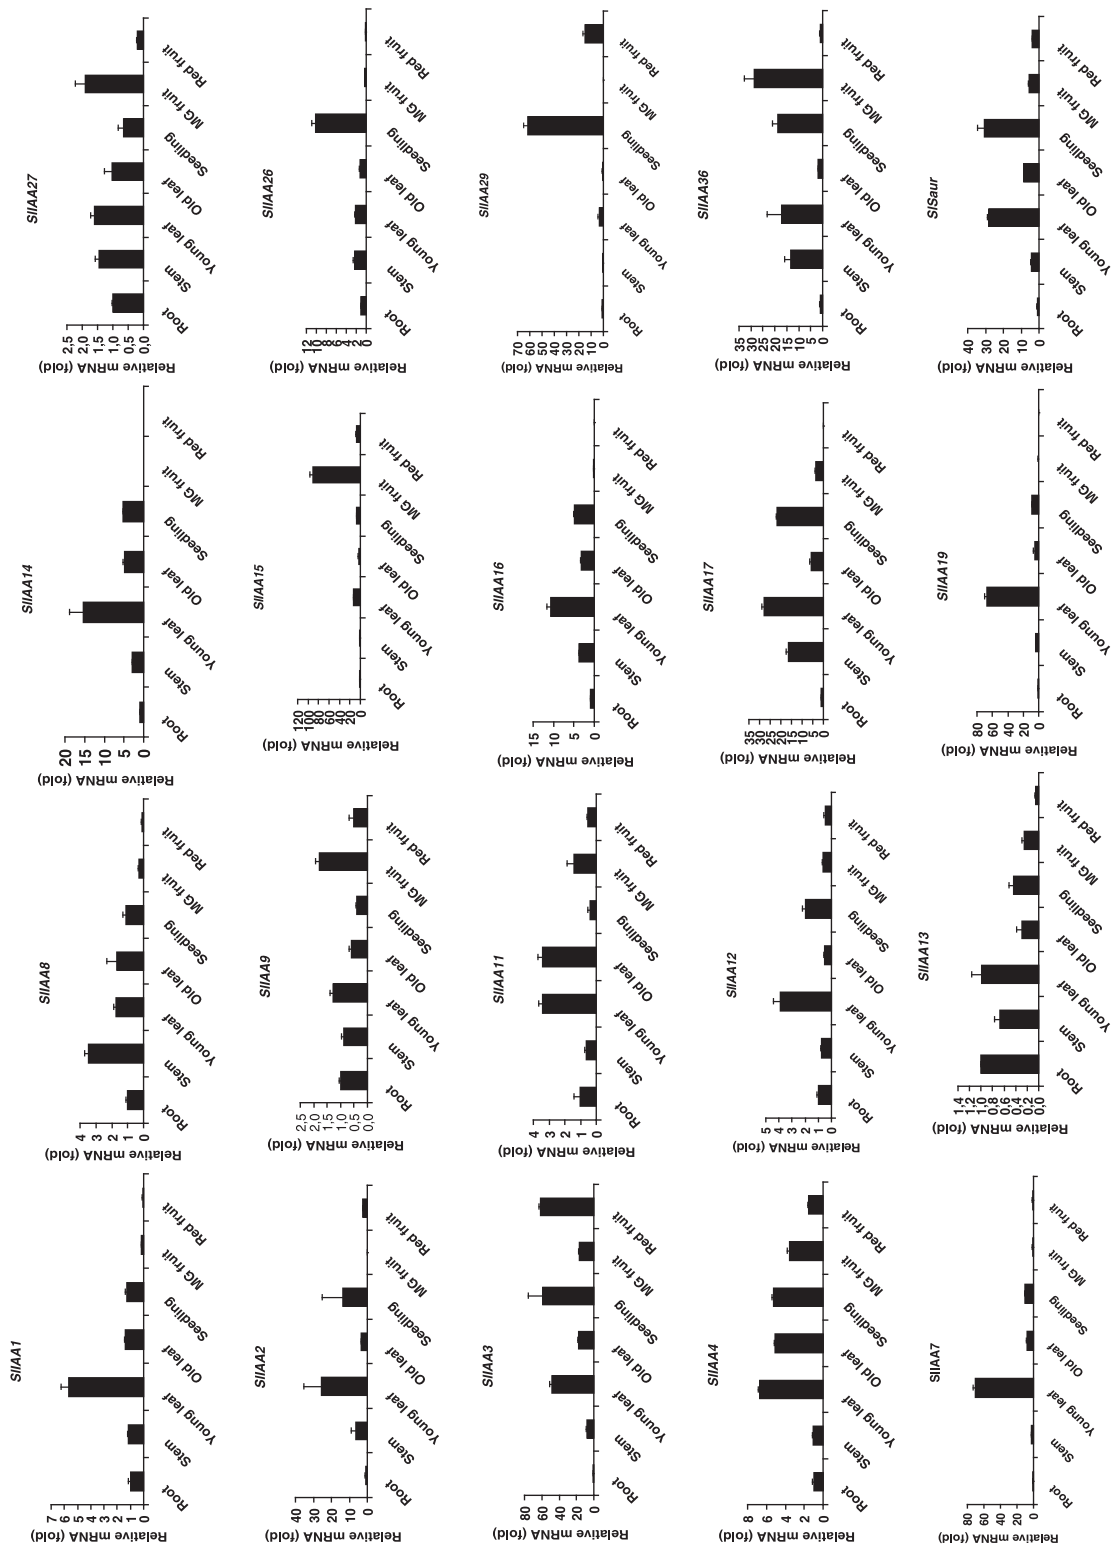 SlIAA1
Relative mRNA (fold)
7
6
5
4
3
2
1
0
Root
Stem
Young leaf
Old leaf
Seedling
MG fruit
Red fruit
SlIAA8
Relative mRNA (fold)
4
3
2
1
0
Root
Stem
Young leaf
Old leaf
Seedling
MG fruit
Red fruit
SlIAA14
Relative mRNA (fold)
20
15
10
5
0
Root
Stem
Young leaf
Old leaf
Seedling
MG fruit
Red fruit
SlIAA27
Relative mRNA (fold)
2,5
2,0
1,5
1,0
0,5
0,0
Root
Stem
Young leaf
Old leaf
Seedling
MG fruit
Red fruit
SlIAA2
Relative mRNA (fold)
40
30
20
10
0
Root
Stem
Young leaf
Old leaf
Seedling
MG fruit
Red fruit
SlIAA9
Relative mRNA (fold)
2,5
2,0
1,5
1,0
0,5
0,0
Root
Stem
Young leaf
Old leaf
Seedling
MG fruit
Red fruit
SlIAA15
Relative mRNA (fold)
120
100
80
60
40
20
0
Root
Stem
Young leaf
Old leaf
Seedling
MG fruit
Red fruit
SlIAA26
Relative mRNA (fold)
12
10
8
6
4
2
0
Root
Stem
Young leaf
Old leaf
Seedling
MG fruit
Red fruit
SlIAA3
Relative mRNA (fold)
80
60
40
20
0
Root
Stem
Young leaf
Old leaf
Seedling
MG fruit
Red fruit
SlIAA11
Relative mRNA (fold)
4
3
2
1
0
Root
Stem
Young leaf
Old leaf
Seedling
MG fruit
Red fruit
SlIAA16
Relative mRNA (fold)
15
10
5
0
Root
Stem
Young leaf
Old leaf
Seedling
MG fruit
Red fruit
SlIAA29
Relative mRNA (fold)
70
60
50
40
30
20
10
0
Root
Stem
Young leaf
Old leaf
Seedling
MG fruit
Red fruit
SlIAA4
Relative mRNA (fold)
8
6
4
2
0
Root
Stem
Young leaf
Old leaf
Seedling
MG fruit
Red fruit
SlIAA12
Relative mRNA (fold)
5
4
3
2
1
0
Root
Stem
Young leaf
Old leaf
Seedling
MG fruit
Red fruit
SlIAA17
Relative mRNA (fold)
35
30
25
20
15
10
5
0
Root
Stem
Young leaf
Old leaf
Seedling
MG fruit
Red fruit
SlIAA36
Relative mRNA (fold)
35
30
25
20
15
10
5
0
Root
Stem
Young leaf
Old leaf
Seedling
MG fruit
Red fruit
SlIAA7
Relative mRNA (fold)
80
60
40
20
0
Root
Stem
Young leaf
Old leaf
Seedling
MG fruit
Red fruit
SlIAA13
Relative mRNA (fold)
1,4
1,2
1,0
0,8
0,6
0,4
0,2
0,0
Root
Stem
Young leaf
Old leaf
Seedling
MG fruit
Red fruit
SlIAA19
Relative mRNA (fold)
80
60
40
20
0
Root
Stem
Young leaf
Old leaf
Seedling
MG fruit
Red fruit
SlSaur
Relative mRNA (fold)
40
30
20
10
0
Root
Stem
Young leaf
Old leaf
Seedling
MG fruit
Red fruit